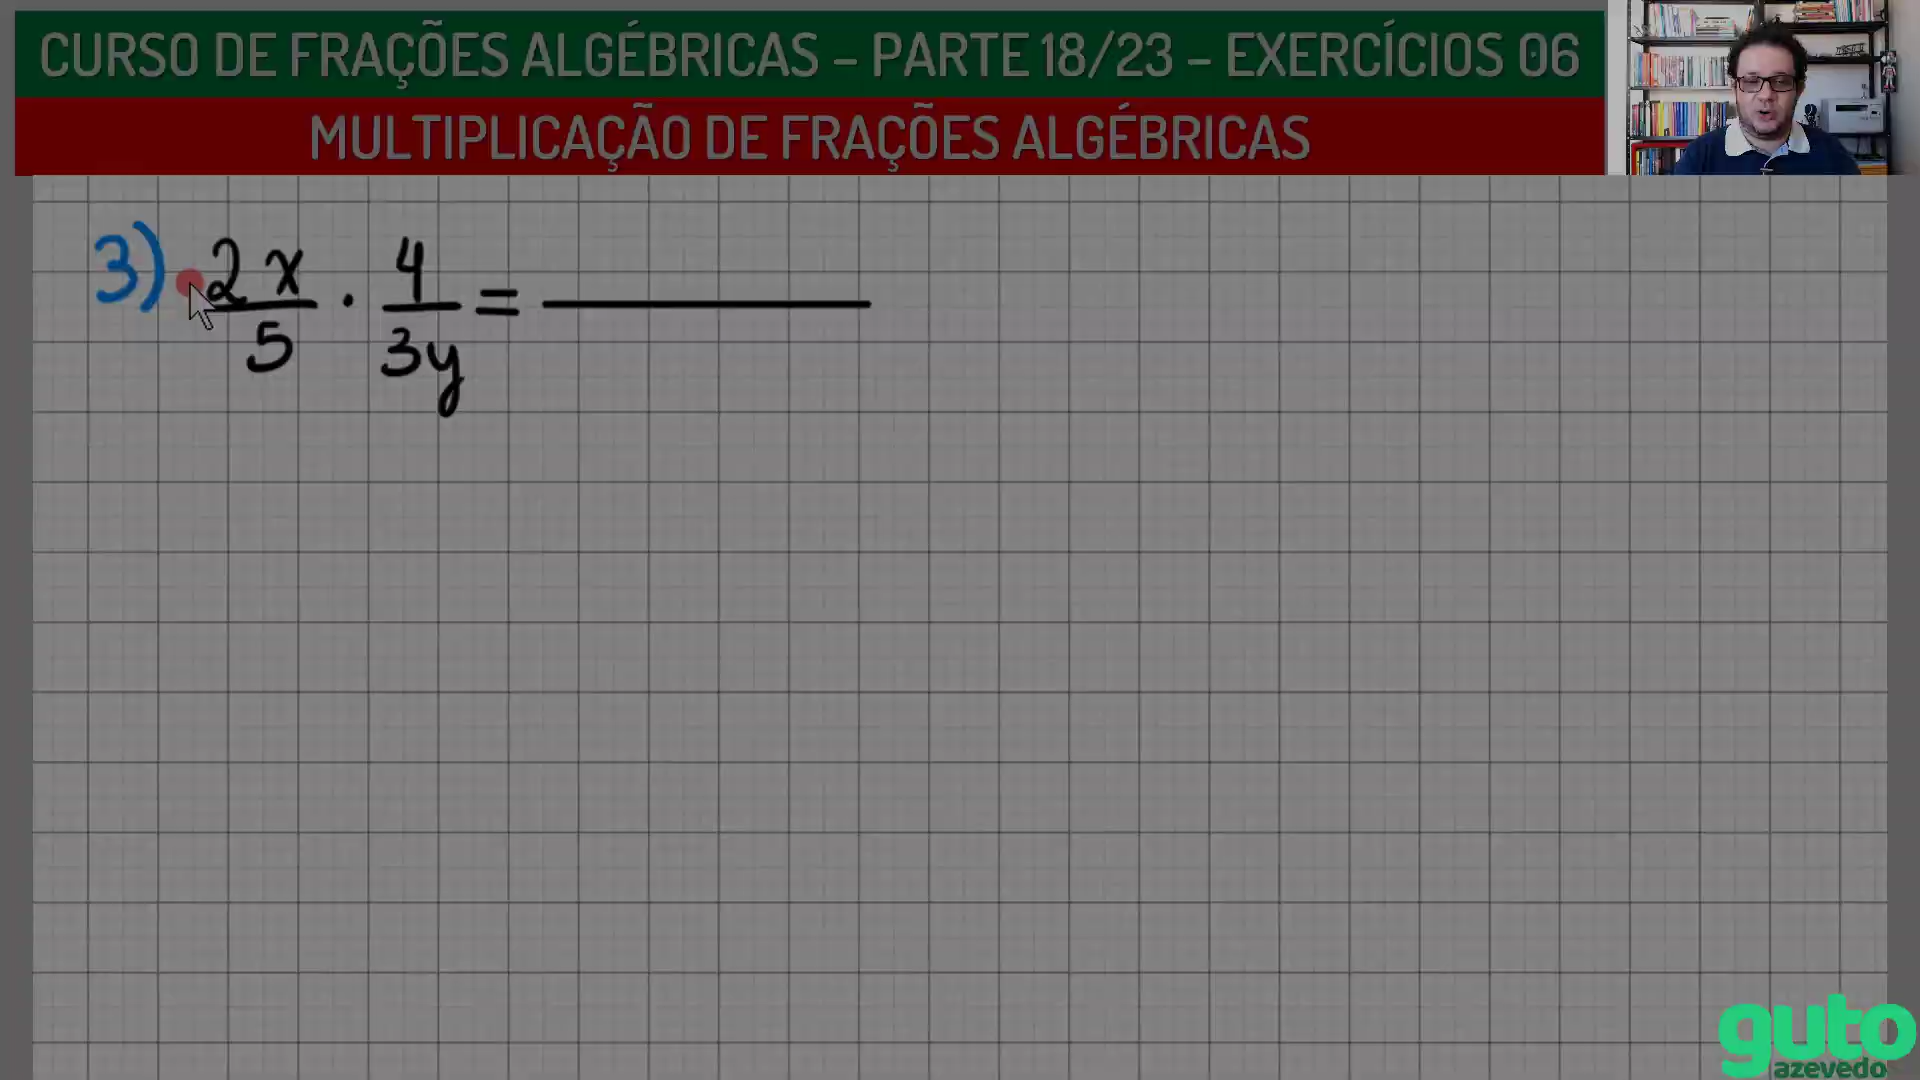 CURSO DE FRAÇÕES ALGÉBRICAS – PARTE 18/23 – EXERCÍCIOS 06
MULTIPLICAÇÃO DE FRAÇÕES ALGÉBRICAS
3) 2x/5 · 4/3y =
guto
azevedo